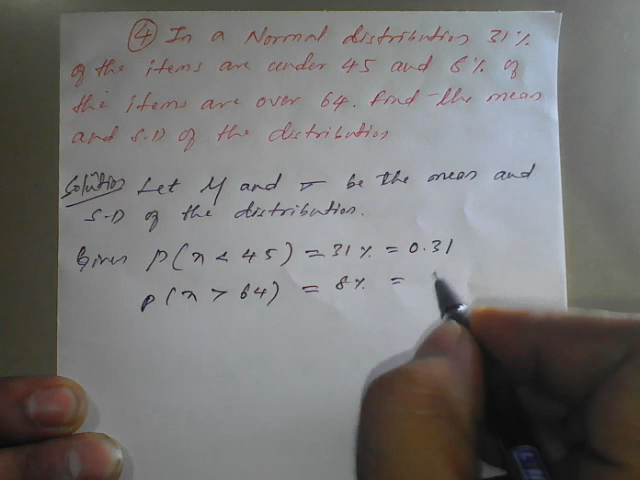 ④ In a Normal distribution 31%
of the items are under 45 and 8% of
the items are over 64. find the mean
and S.D of the distribution
Solution Let M and σ be the mean and
S.D of the distribution.
Given P(x < 45) = 31% = 0.31
P(x > 64) = 8% =